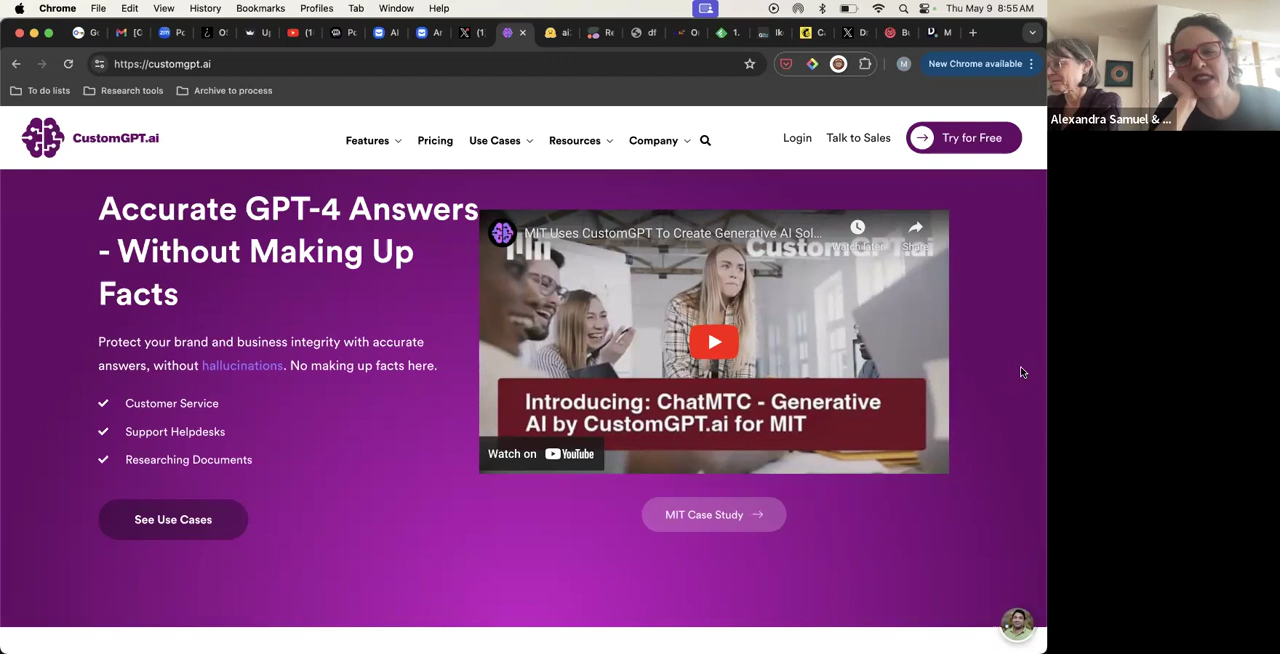 Chrome File Edit View History Bookmarks Profiles Tab Window Help
Thu May 9 8:55 AM
https://customgpt.ai
M
New Chrome available
To do lists
Research tools
Archive to process
CustomGPT.ai
Features
Pricing
Use Cases
Resources
Company
Login
Talk to Sales
Try for Free
Accurate GPT-4 Answers
- Without Making Up
Facts
Protect your brand and business integrity with accurate
answers, without hallucinations. No making up facts here.
Customer Service
Support Helpdesks
Researching Documents
See Use Cases
MIT Uses CustomGPT To Create Generative AI Sol...
Watch later
Share
CustomGPT.ai
Introducing: ChatMTC - Generative
AI by CustomGPT.ai for MIT
Watch on YouTube
MIT Case Study
Alexandra Samuel & ...